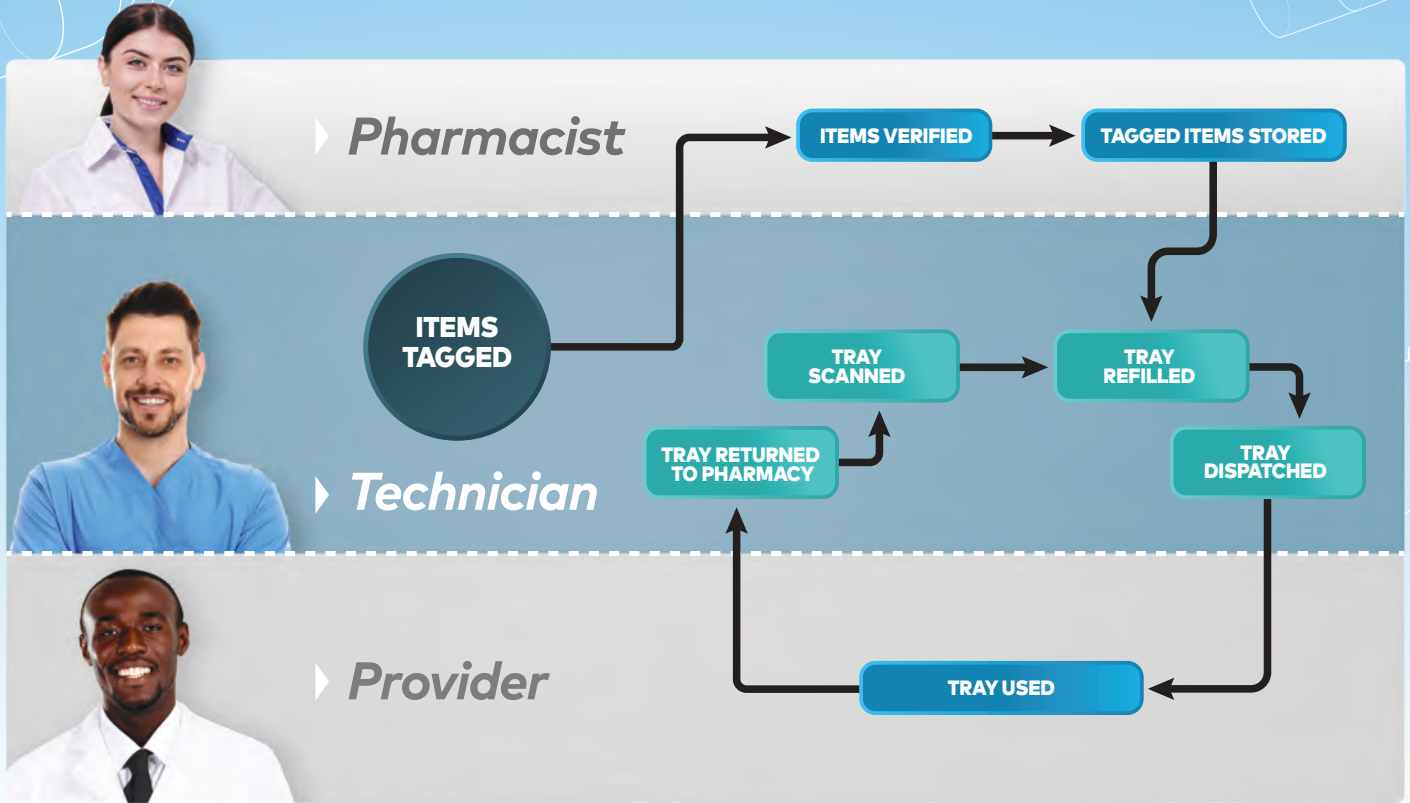 Pharmacist
ITEMS VERIFIED
TAGGED ITEMS STORED
ITEMS
TAGGED
TRAY
SCANNED
TRAY
REFILLED
TRAY RETURNED
TO PHARMACY
TRAY
DISPATCHED
Technician
Provider
TRAY USED